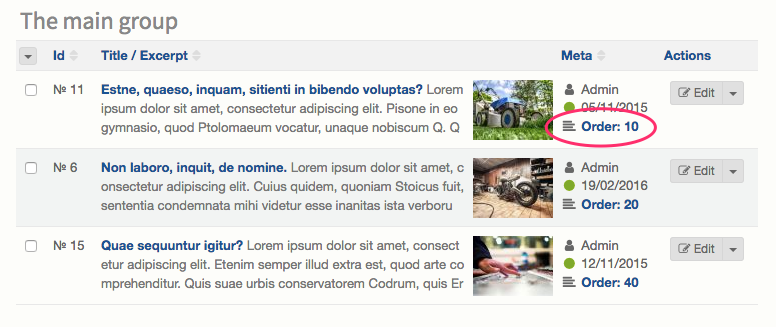 The main group
Id Title / Excerpt Meta Actions
№ 11 Estne, quaeso, inquam, sitienti in bibendo voluptas? Lorem Admin Edit
ipsum dolor sit amet, consectetur adipiscing elit. Pisone in eo 05/11/2015
gymnasio, quod Ptolomaeum vocatur, unaque nobiscum Q. Q Order: 10
№ 6 Non laboro, inquit, de nomine. Lorem ipsum dolor sit amet, c Admin Edit
onsectetur adipiscing elit. Cuius quidem, quoniam Stoicus fuit, 19/02/2016
sententia condemnata mihi videtur esse inanitas ista verboru Order: 20
№ 15 Quae sequuntur igitur? Lorem ipsum dolor sit amet, consect Admin Edit
etur adipiscing elit. Etenim semper illud extra est, quod arte co 12/11/2015
mprehenditur. Quis suae urbis conservatorem Codrum, quis Er Order: 40